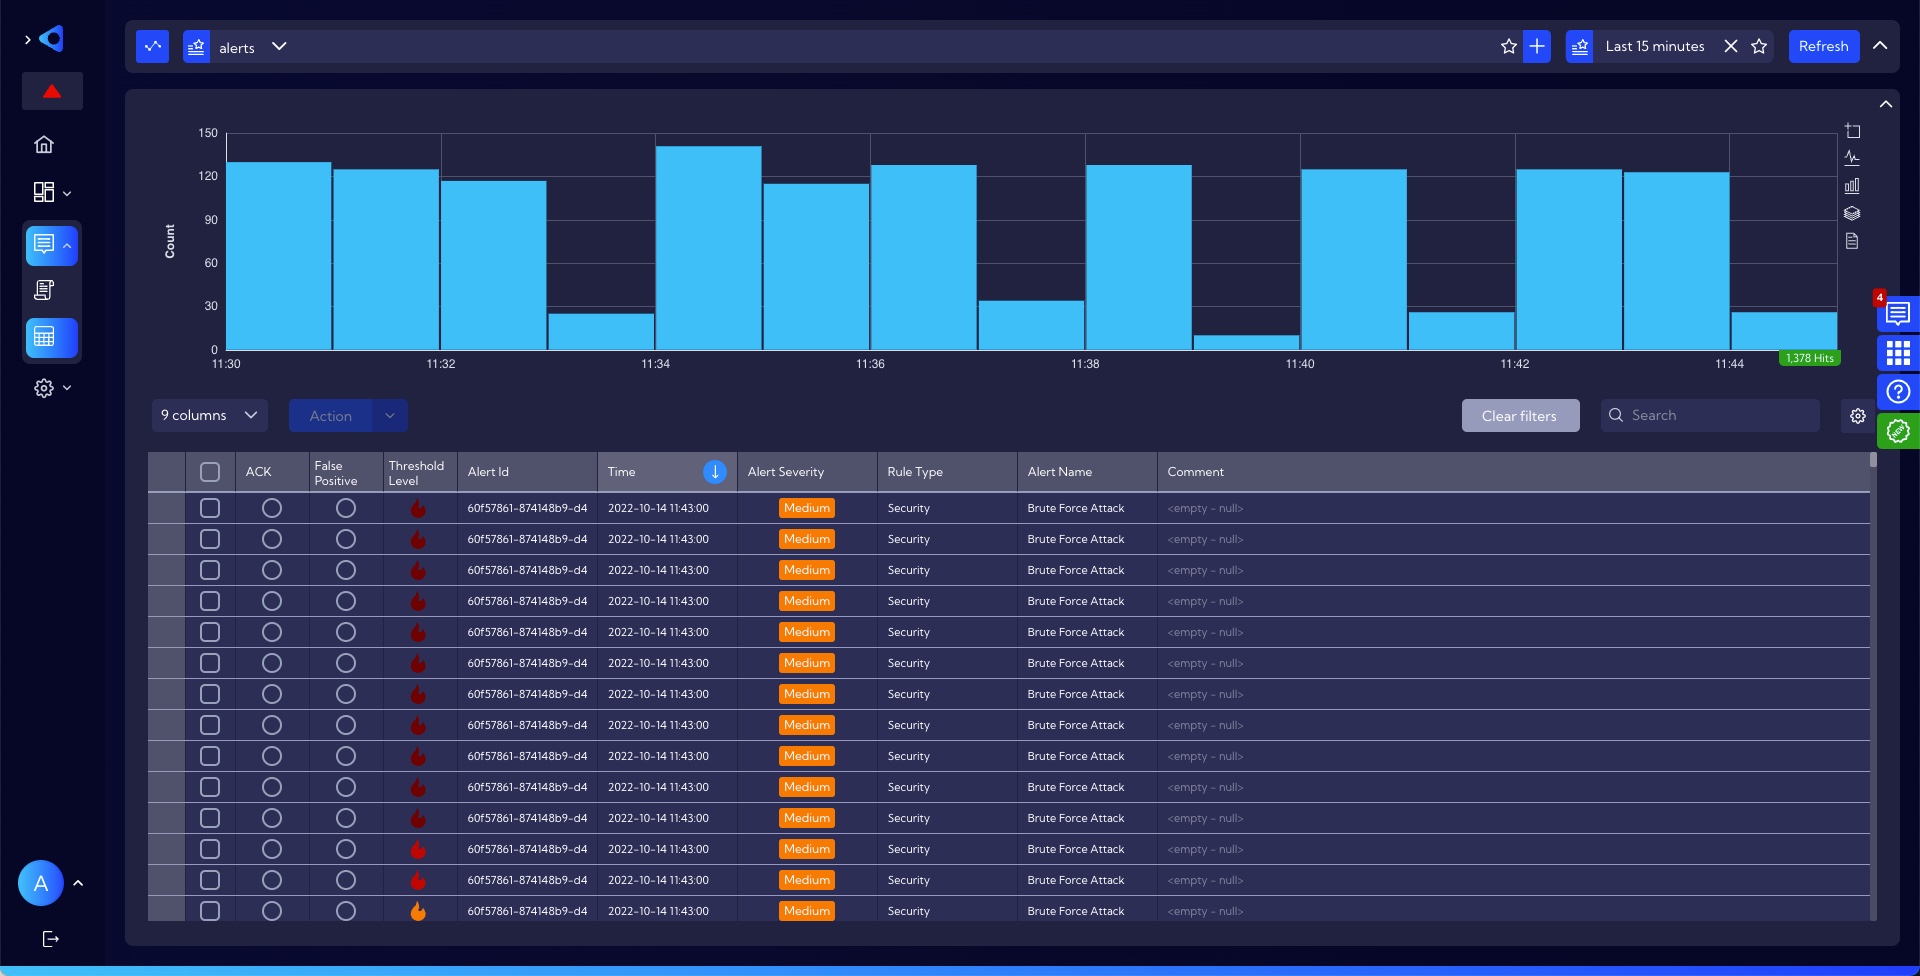 alerts
Last 15 minutes
Refresh
150
120
90
60
30
0
Count
11:30 11:32 11:34 11:36 11:38 11:40 11:42 11:44
1,378 Hits
4
NEW
9 columns
Action
Clear filters
Search
ACK False Positive Threshold Level Alert Id Time Alert Severity Rule Type Alert Name Comment
60f57861-874148b9-d4 2022-10-14 11:43:00 Medium Security Brute Force Attack <empty - null>
60f57861-874148b9-d4 2022-10-14 11:43:00 Medium Security Brute Force Attack <empty - null>
60f57861-874148b9-d4 2022-10-14 11:43:00 Medium Security Brute Force Attack <empty - null>
60f57861-874148b9-d4 2022-10-14 11:43:00 Medium Security Brute Force Attack <empty - null>
60f57861-874148b9-d4 2022-10-14 11:43:00 Medium Security Brute Force Attack <empty - null>
60f57861-874148b9-d4 2022-10-14 11:43:00 Medium Security Brute Force Attack <empty - null>
60f57861-874148b9-d4 2022-10-14 11:43:00 Medium Security Brute Force Attack <empty - null>
60f57861-874148b9-d4 2022-10-14 11:43:00 Medium Security Brute Force Attack <empty - null>
60f57861-874148b9-d4 2022-10-14 11:43:00 Medium Security Brute Force Attack <empty - null>
60f57861-874148b9-d4 2022-10-14 11:43:00 Medium Security Brute Force Attack <empty - null>
60f57861-874148b9-d4 2022-10-14 11:43:00 Medium Security Brute Force Attack <empty - null>
60f57861-874148b9-d4 2022-10-14 11:43:00 Medium Security Brute Force Attack <empty - null>
60f57861-874148b9-d4 2022-10-14 11:43:00 Medium Security Brute Force Attack <empty - null>
60f57861-874148b9-d4 2022-10-14 11:43:00 Medium Security Brute Force Attack <empty - null>
A